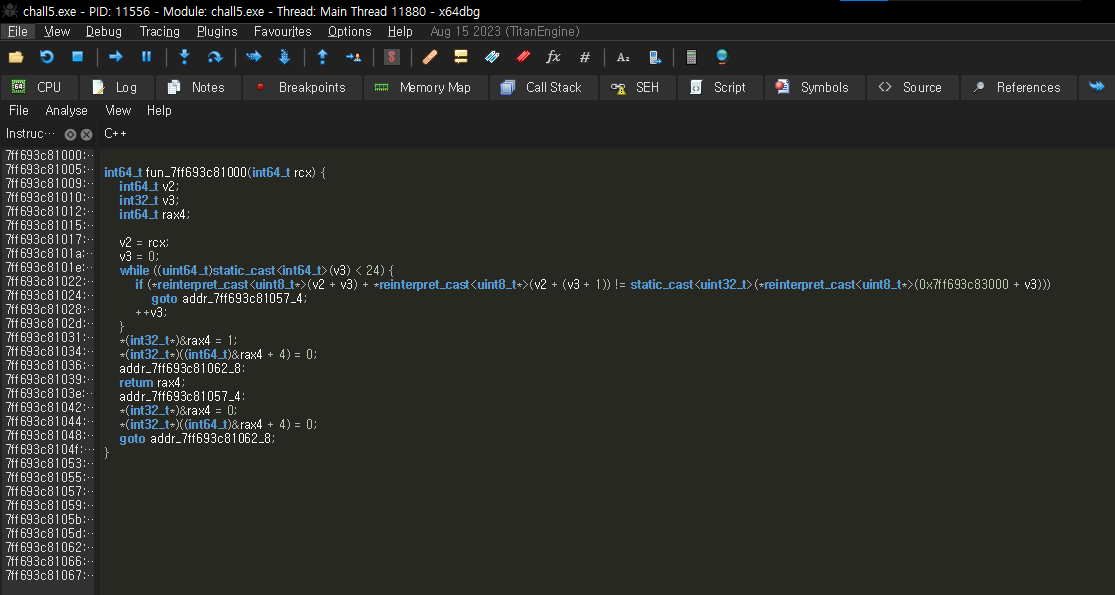 chall5.exe - PID: 11556 - Module: chall5.exe - Thread: Main Thread 11880 - x64dbg
File View Debug Tracing Plugins Favourites Options Help Aug 15 2023 (TitanEngine)
CPU Log Notes Breakpoints Memory Map Call Stack SEH Script Symbols Source References
File Analyse View Help
Instruc··· C++
7ff693c81000:··
7ff693c81005:··
7ff693c81009:··
7ff693c81010:··
7ff693c81012:··
7ff693c81015:··
7ff693c81017:··
7ff693c8101a:··
7ff693c8101e:··
7ff693c81022:··
7ff693c81024:··
7ff693c81028:··
7ff693c8102d:··
7ff693c81031:··
7ff693c81034:··
7ff693c81036:··
7ff693c81039:··
7ff693c8103e:··
7ff693c81042:··
7ff693c81044:··
7ff693c81048:··
7ff693c8104f:··
7ff693c81053:··
7ff693c81055:··
7ff693c81057:··
7ff693c81059:··
7ff693c8105b:··
7ff693c8105d:··
7ff693c81062:··
7ff693c81066:··
7ff693c81067:··
int64_t fun_7ff693c81000(int64_t rcx) {
int64_t v2;
int32_t v3;
int64_t rax4;
v2 = rcx;
v3 = 0;
while ((uint64_t)static_cast<int64_t>(v3) < 24) {
if (*reinterpret_cast<uint8_t*>(v2 + v3) + *reinterpret_cast<uint8_t*>(v2 + (v3 + 1)) != static_cast<uint32_t>(*reinterpret_cast<uint8_t*>(0x7ff693c83000 + v3)))
goto addr_7ff693c81057_4;
++v3;
}
*(int32_t*)&rax4 = 1;
*(int32_t*)((int64_t)&rax4 + 4) = 0;
addr_7ff693c81062_8:
return rax4;
addr_7ff693c81057_4:
*(int32_t*)&rax4 = 0;
*(int32_t*)((int64_t)&rax4 + 4) = 0;
goto addr_7ff693c81062_8;
}